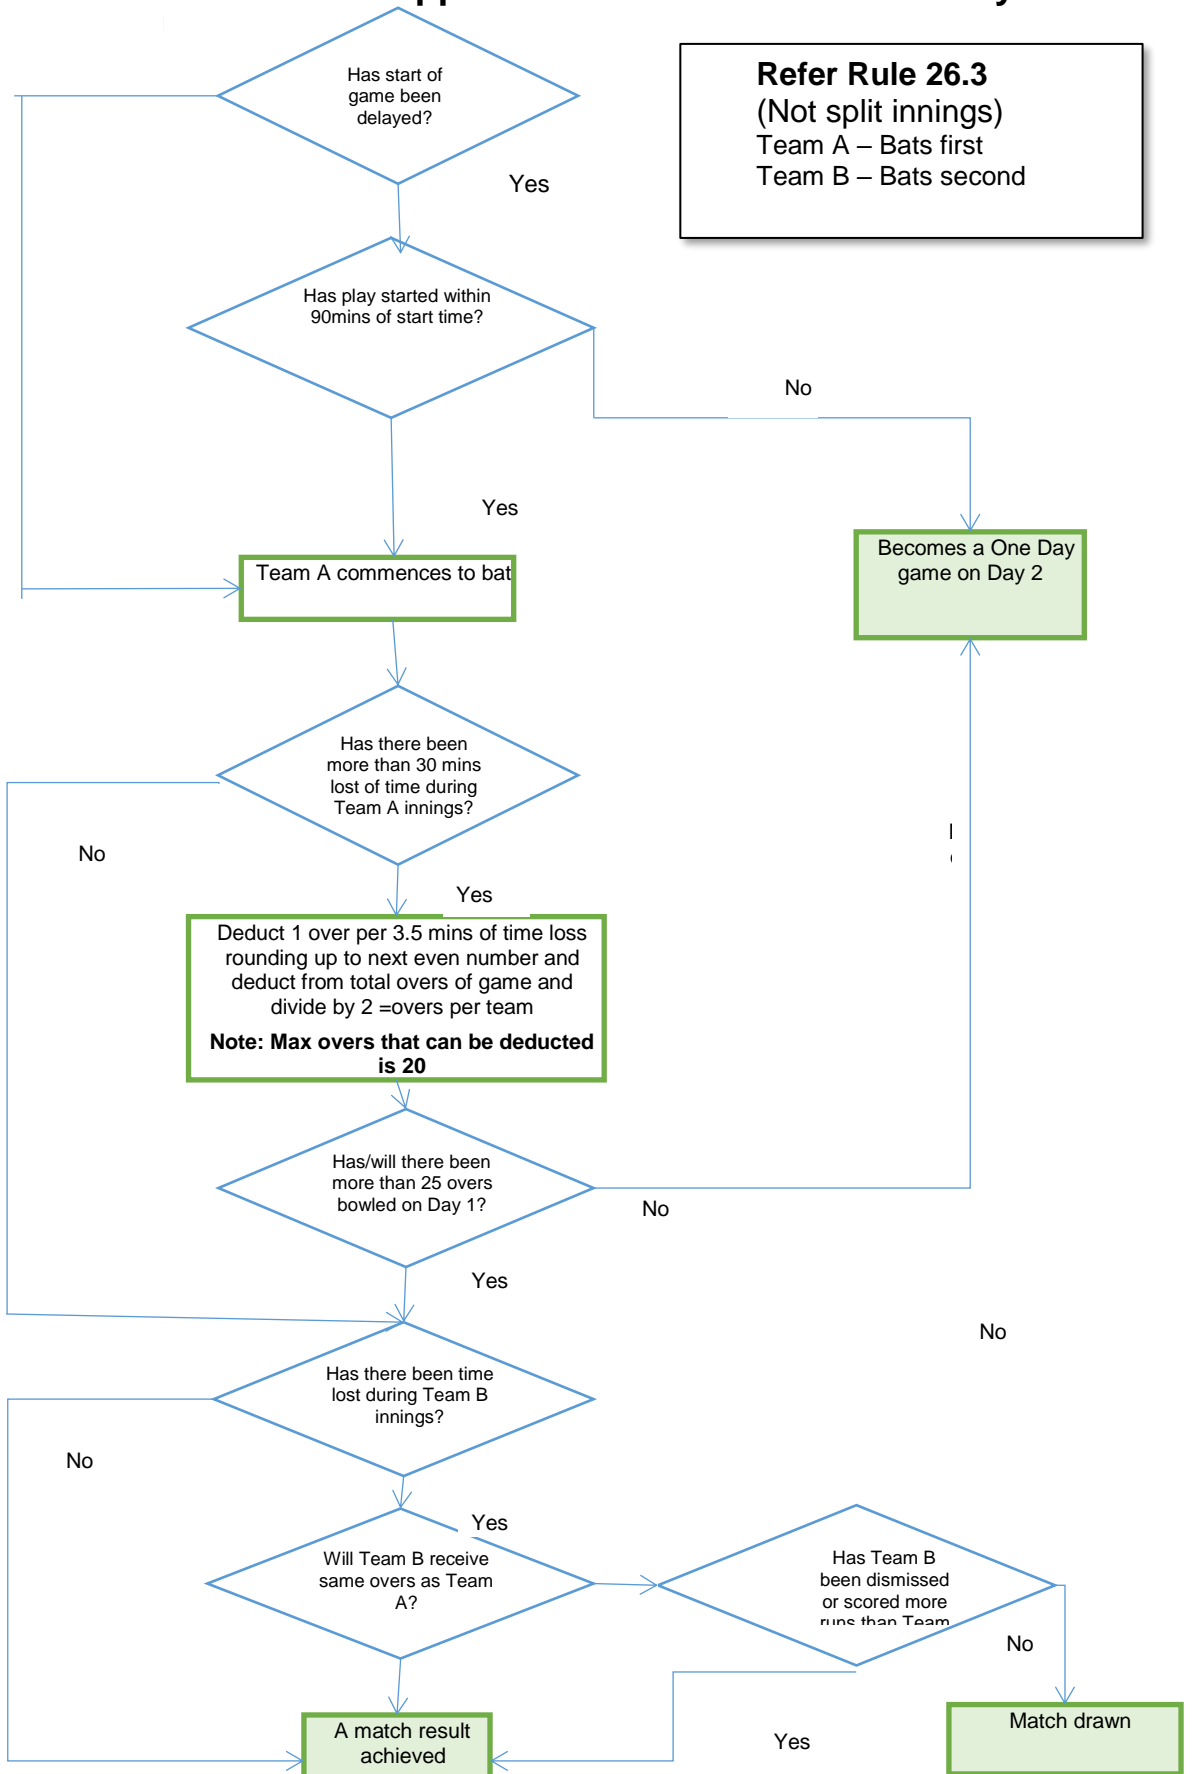 Has start of
game been
delayed?
Refer Rule 26.3
(Not split innings)
Team A – Bats first
Team B – Bats second
Yes
Has play started within
90mins of start time?
No
Yes
Team A commences to bat
Becomes a One Day
game on Day 2
Has there been
more than 30 mins
lost of time during
Team A innings?
No
Yes
Deduct 1 over per 3.5 mins of time loss
rounding up to next even number and
deduct from total overs of game and
divide by 2 =overs per team
Note: Max overs that can be deducted
is 20
Has/will there been
more than 25 overs
bowled on Day 1?
No
Yes
No
Has there been time
lost during Team B
innings?
No
Yes
Will Team B receive
same overs as Team
A?
Has Team B
been dismissed
or scored more
runs than Team
No
A match result
achieved
Yes
Match drawn